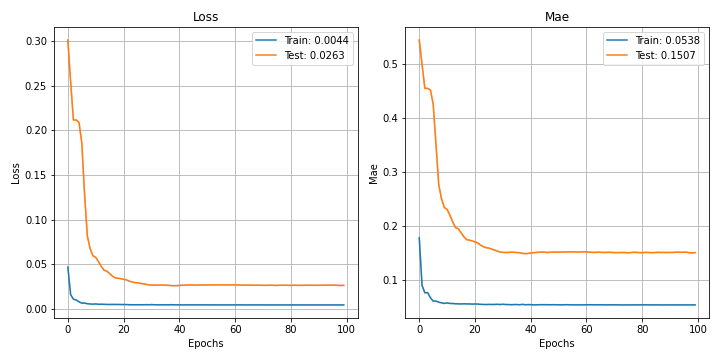 Loss
Train: 0.0044
Test: 0.0263
0.30
0.25
0.20
0.15
0.10
0.05
0.00
Loss
0 20 40 60 80 100
Epochs
Mae
Train: 0.0538
Test: 0.1507
0.5
0.4
0.3
0.2
0.1
Mae
0 20 40 60 80 100
Epochs